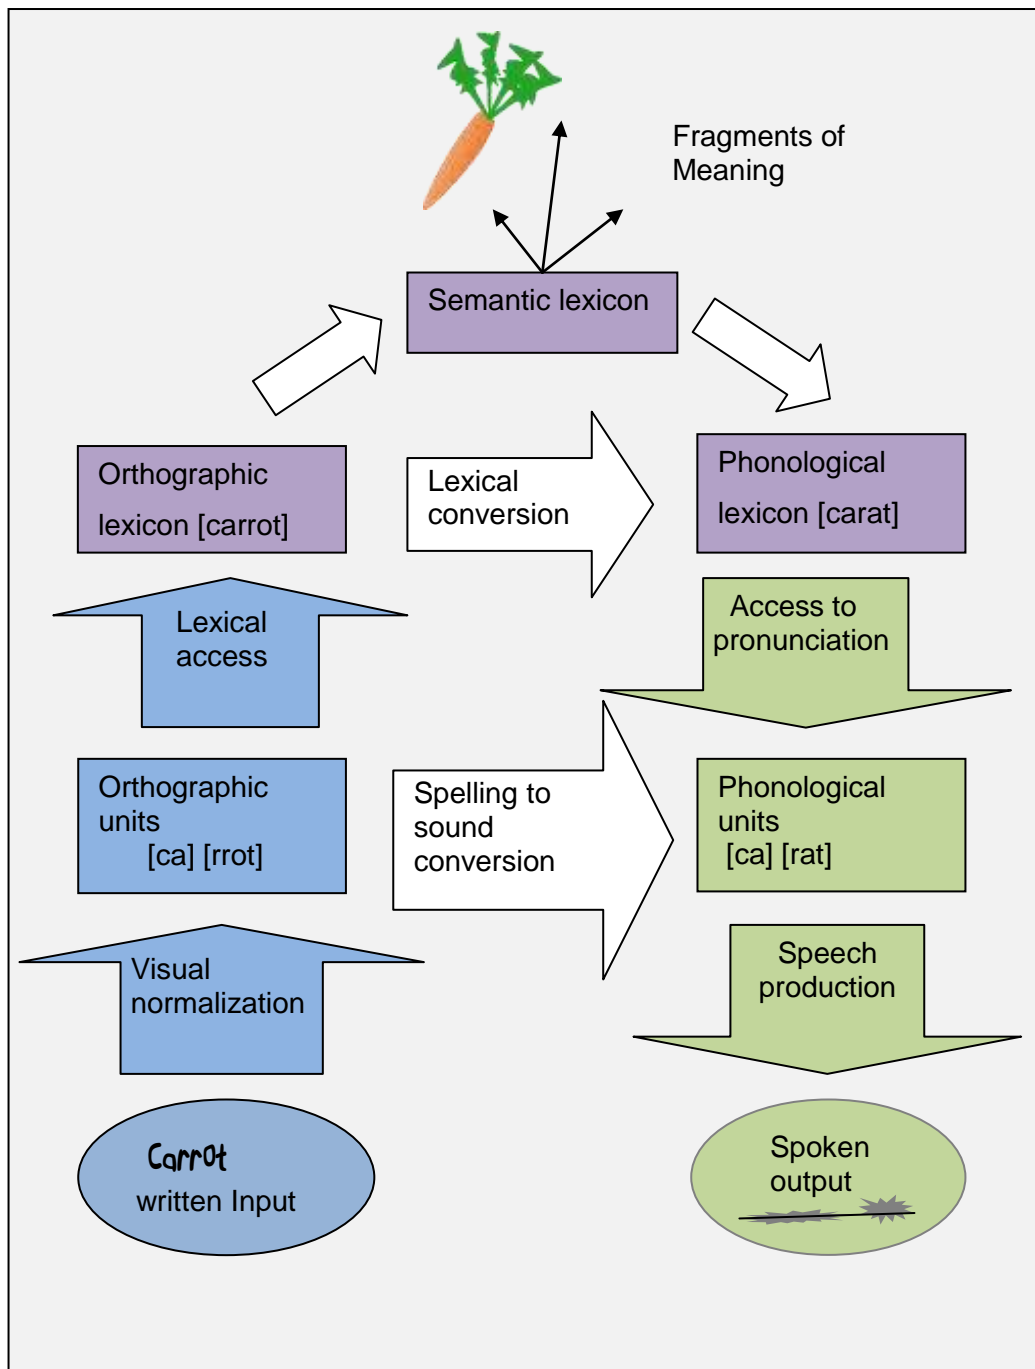 Fragments of
Meaning
Semantic lexicon
Orthographic
lexicon [carrot]
Lexical
conversion
Phonological
lexicon [carat]
Lexical
access
Access to
pronunciation
Orthographic
units
[ca] [rrot]
Spelling to
sound
conversion
Phonological
units
[ca] [rat]
Visual
normalization
Speech
production
Carrot
written Input
Spoken
output